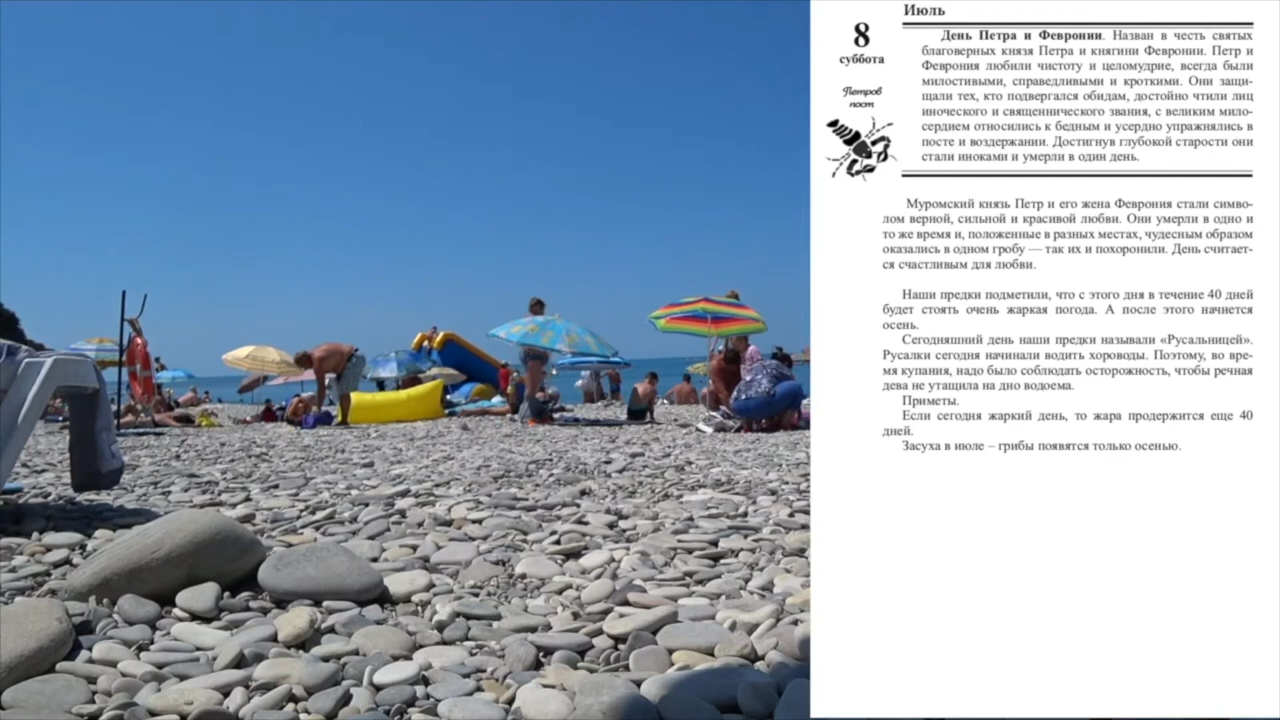 Июль
8
суббота
Петров
пост
День Петра и Февронии. Назван в честь святых
благоверных князя Петра и княгини Февронии. Петр и
Феврония любили чистоту и целомудрие, всегда были
милостивыми, справедливыми и кроткими. Они защи-
щали тех, кто подвергался обидам, достойно чтили лиц
иноческого и священнического звания, с великим мило-
сердием относились к бедным и усердно упражнялись в
посте и воздержании. Достигнув глубокой старости они
стали иноками и умерли в один день.
Муромский князь Петр и его жена Феврония стали симво-
лом верной, сильной и красивой любви. Они умерли в одно и
то же время и, положенные в разных местах, чудесным образом
оказались в одном гробу — так их и похоронили. День считает-
ся счастливым для любви.
Наши предки подметили, что с этого дня в течение 40 дней
будет стоять очень жаркая погода. А после этого начнется
осень.
Сегодняшний день наши предки называли «Русальницей».
Русалки сегодня начинали водить хороводы. Поэтому, во вре-
мя купания, надо было соблюдать осторожность, чтобы речная
дева не утащила на дно водоема.
Приметы.
Если сегодня жаркий день, то жара продержится еще 40
дней.
Засуха в июле – грибы появятся только осенью.